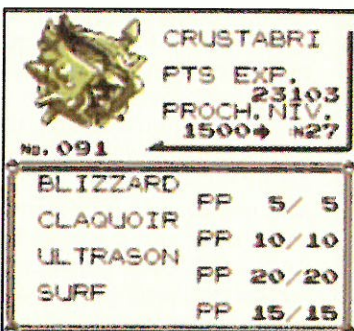 CRUSTABRI
PTS EXP.
23103
PROCH.NIV.
1500 N27
No. 091
BLIZZARD
PP 5/ 5
CLAQUOIR
PP 10/10
ULTRASON
PP 20/20
SURF
PP 15/15